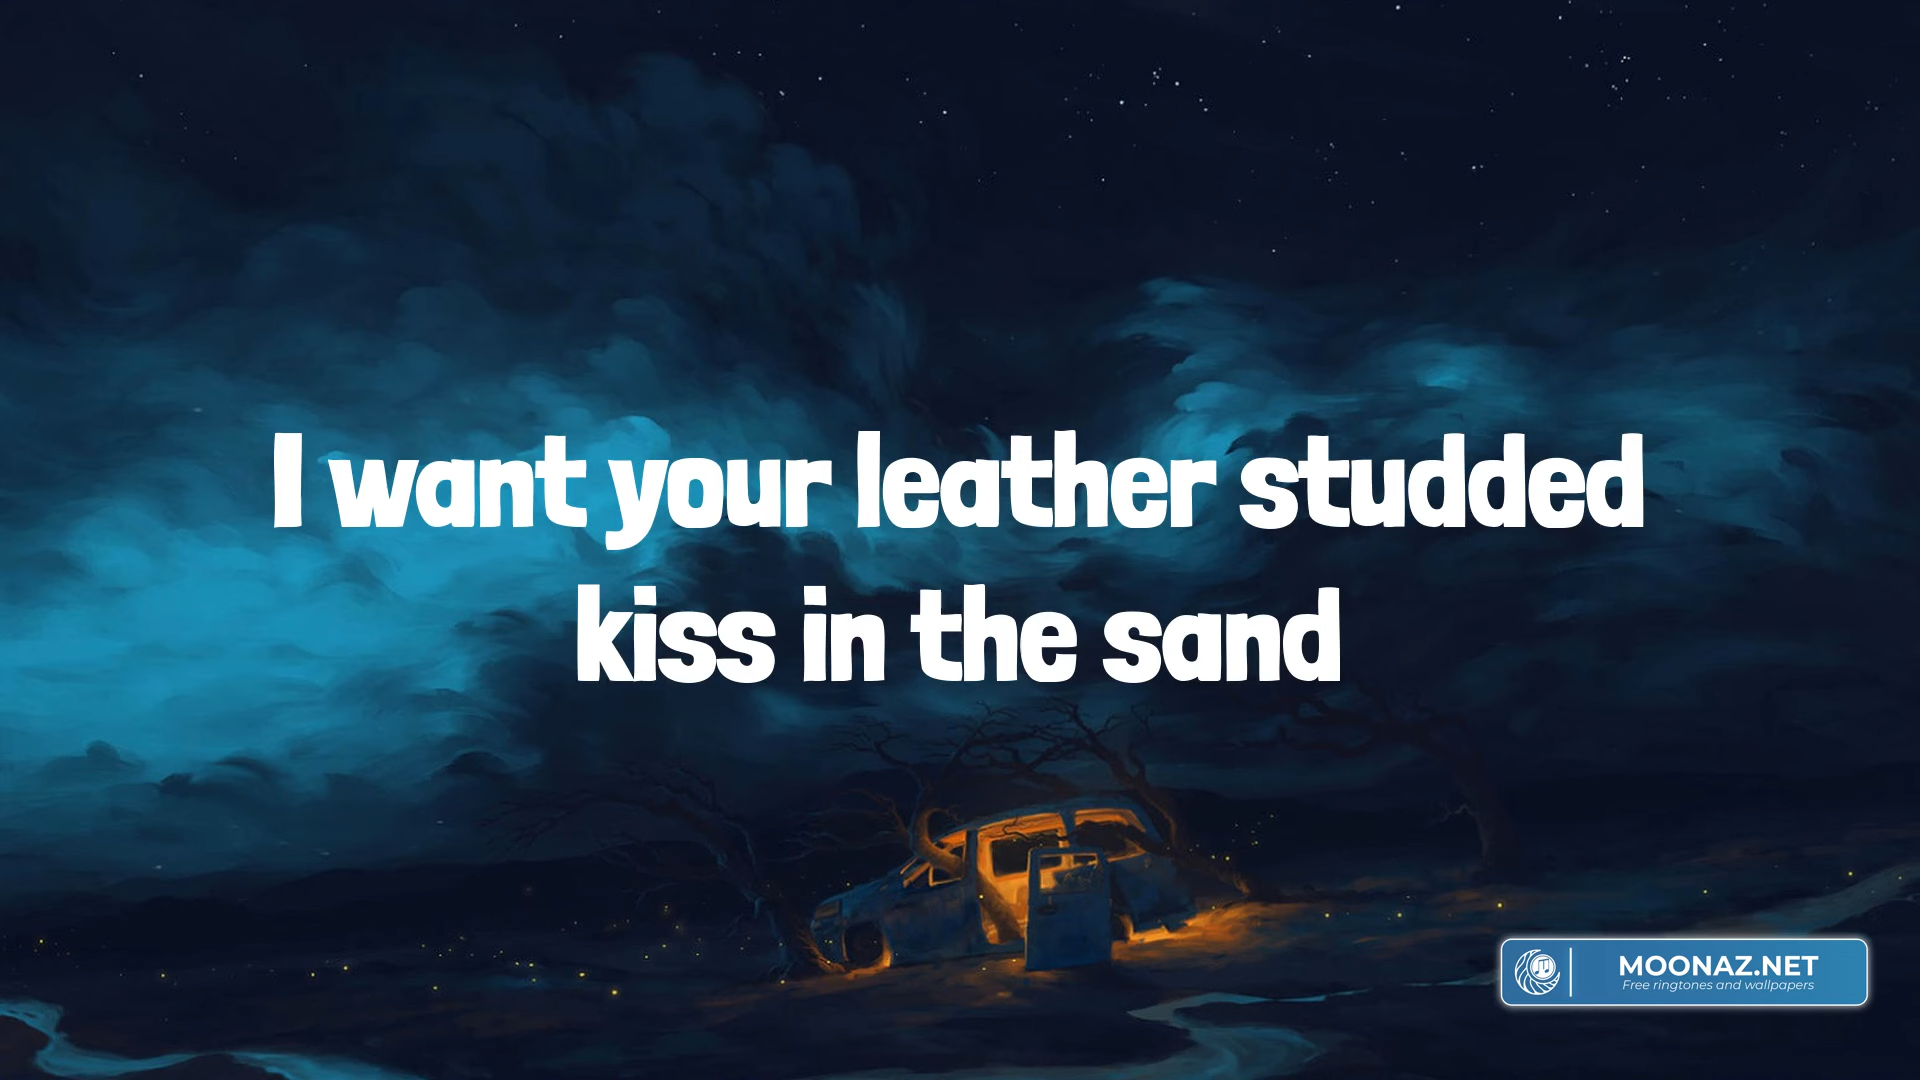 I want your leather studded
kiss in the sand
MOONAZ.NET
Free ringtones and wallpapers